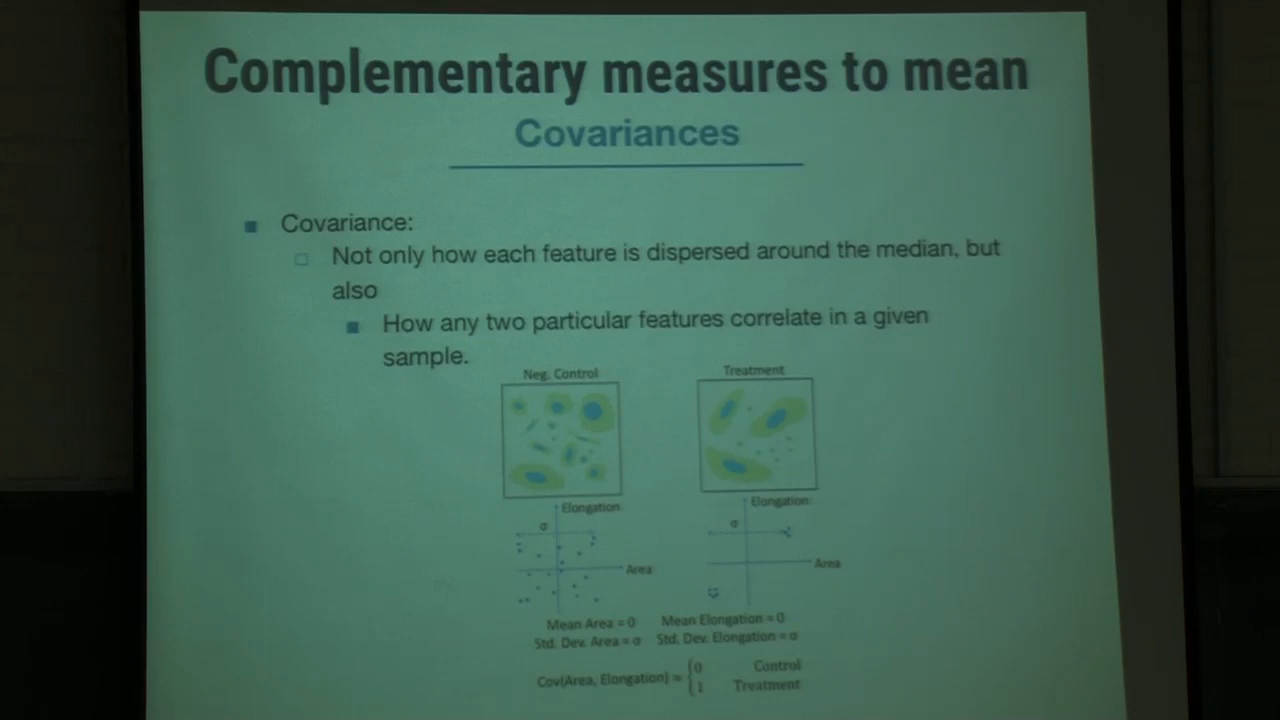 Complementary measures to mean
Covariances
Covariance:
Not only how each feature is dispersed around the median, but
also
How any two particular features correlate in a given
sample.
Neg. Control Treatment
Elongation Elongation
σ σ
Area Area
Mean Area = 0 Mean Elongation = 0
Std. Dev. Area = σ Std. Dev. Elongation = σ
Cov(Area, Elongation) = { 0 Control
1 Treatment